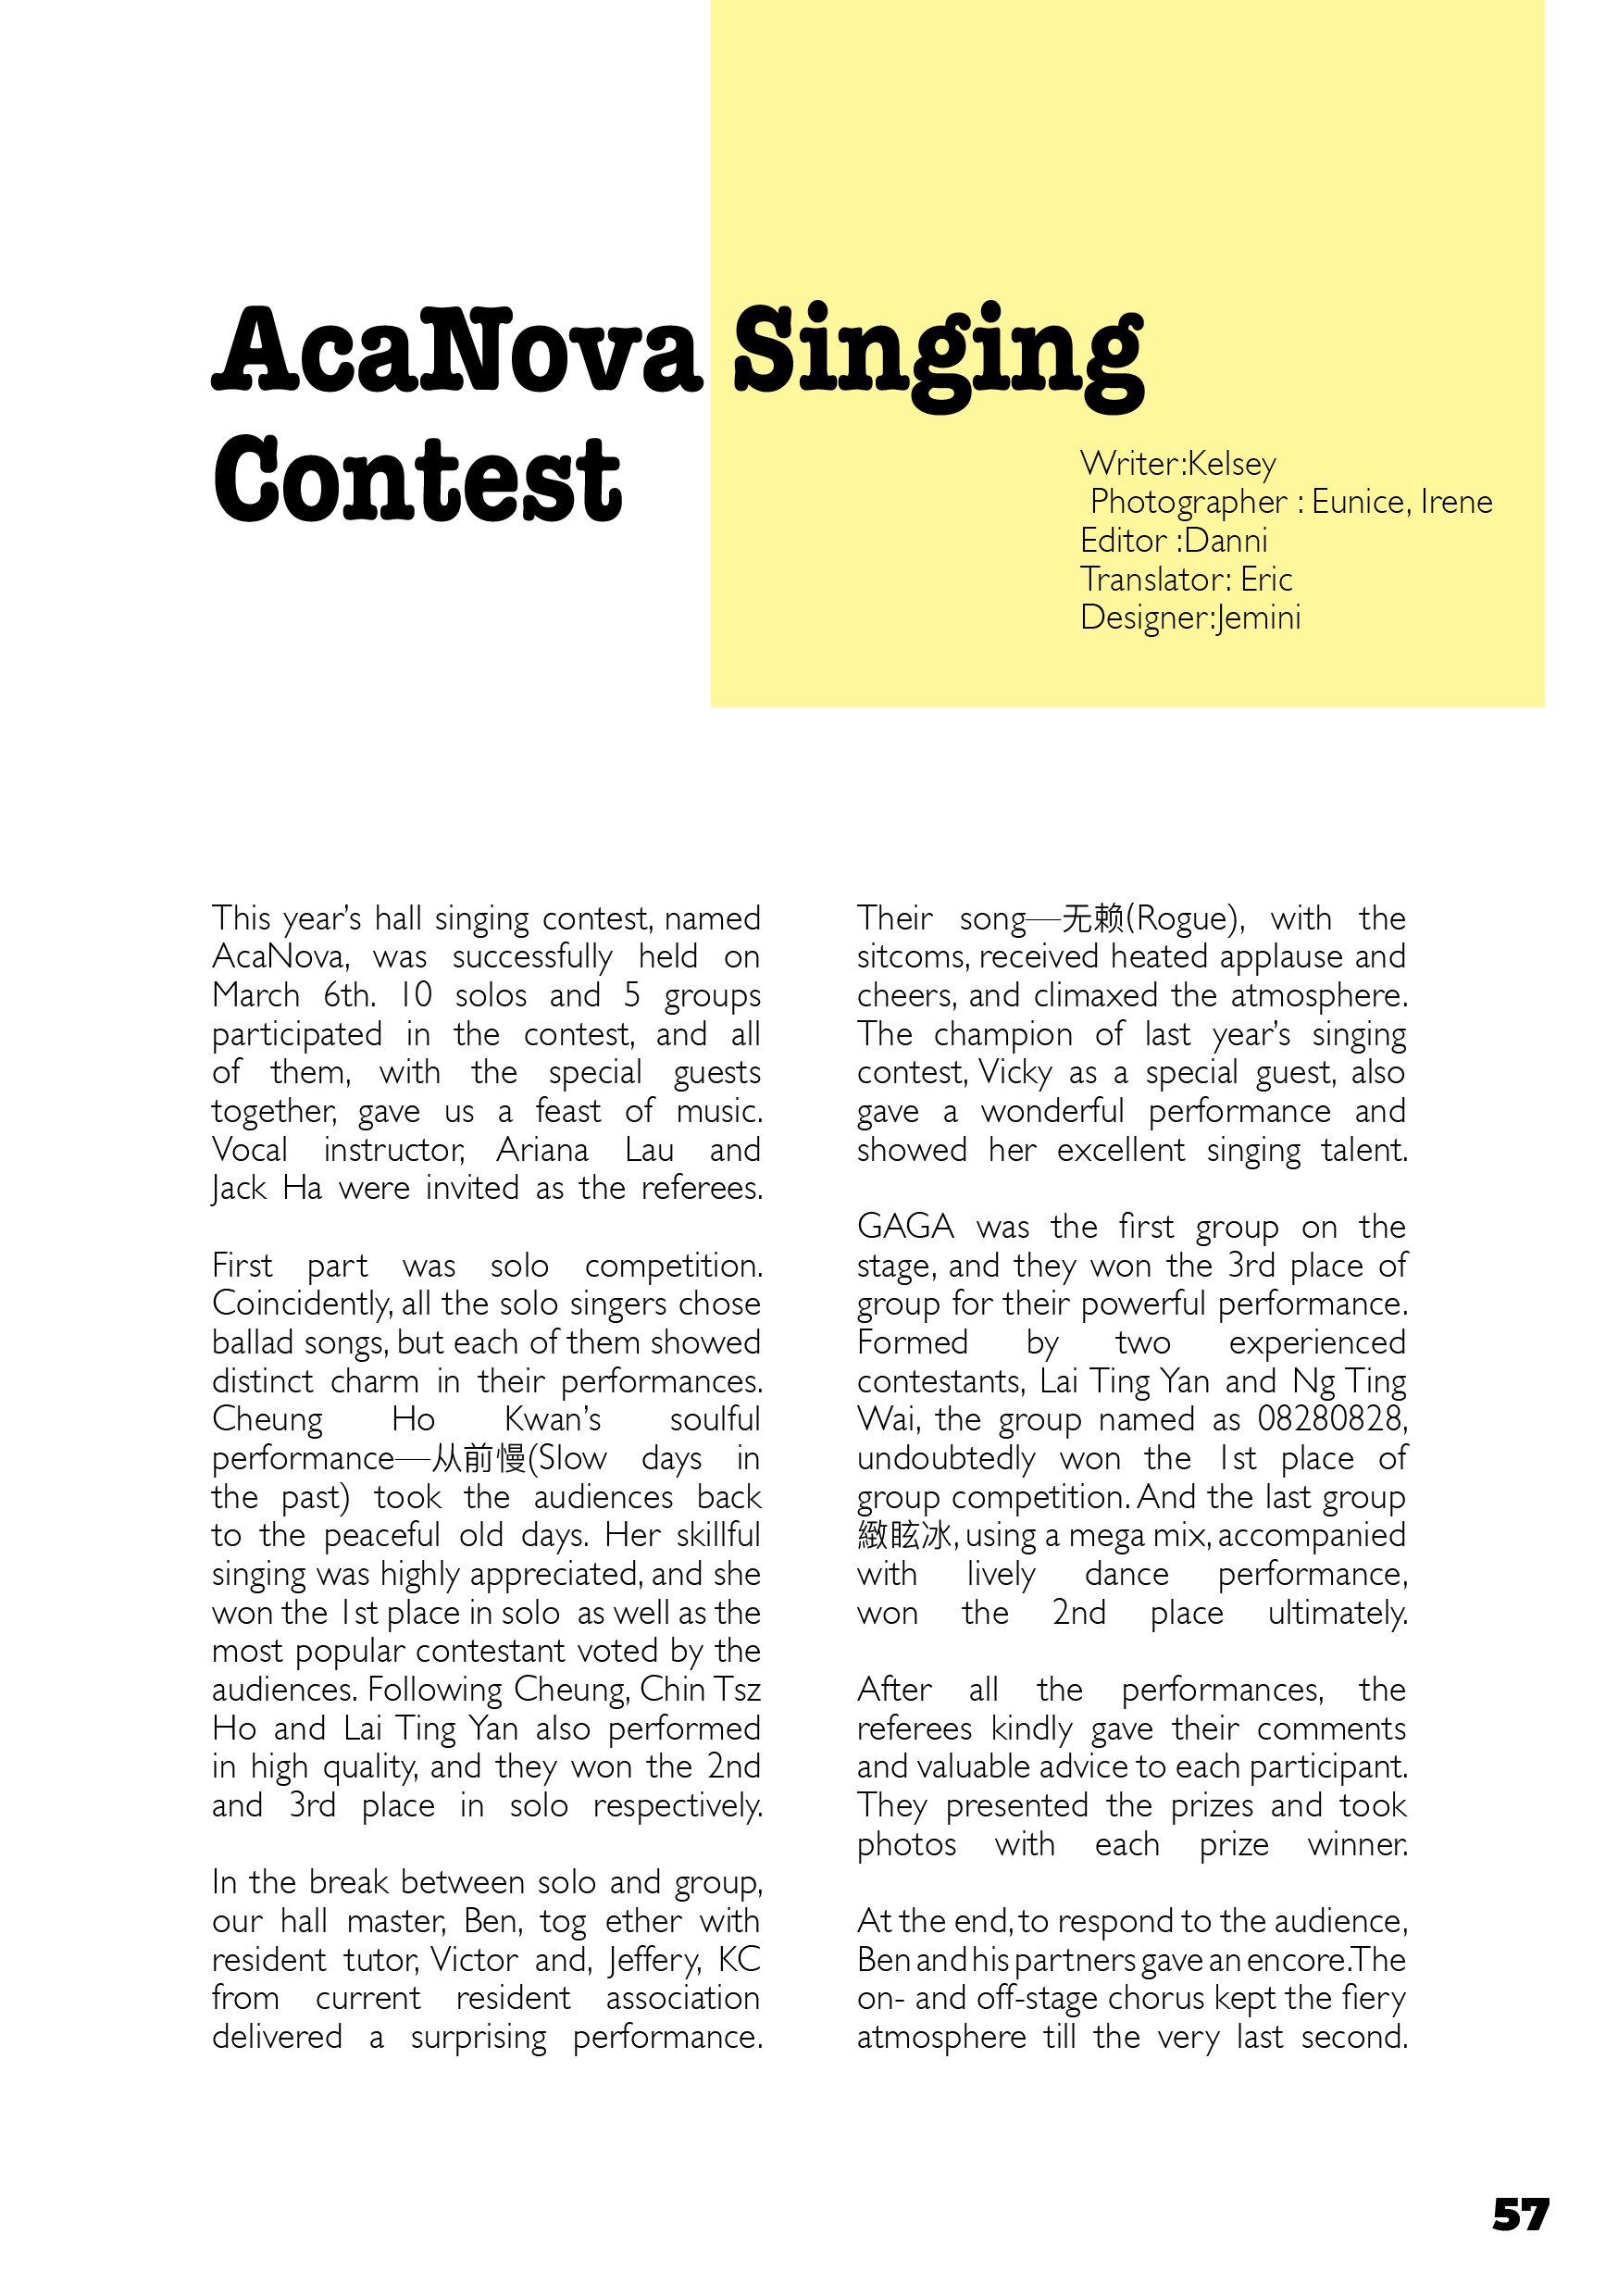 AcaNova Singing
Contest
Writer:Kelsey
Photographer : Eunice, Irene
Editor :Danni
Translator: Eric
Designer:Jemini
This year’s hall singing contest, named
AcaNova, was successfully held on
March 6th. 10 solos and 5 groups
participated in the contest, and all
of them, with the special guests
together, gave us a feast of music.
Vocal instructor, Ariana Lau and
Jack Ha were invited as the referees.
First part was solo competition.
Coincidently, all the solo singers chose
ballad songs, but each of them showed
distinct charm in their performances.
Cheung Ho Kwan’s soulful
performance—从前慢(Slow days in
the past) took the audiences back
to the peaceful old days. Her skillful
singing was highly appreciated, and she
won the 1st place in solo as well as the
most popular contestant voted by the
audiences. Following Cheung, Chin Tsz
Ho and Lai Ting Yan also performed
in high quality, and they won the 2nd
and 3rd place in solo respectively.
In the break between solo and group,
our hall master, Ben, tog ether with
resident tutor, Victor and, Jeffery, KC
from current resident association
delivered a surprising performance.
Their song—无赖(Rogue), with the
sitcoms, received heated applause and
cheers, and climaxed the atmosphere.
The champion of last year’s singing
contest, Vicky as a special guest, also
gave a wonderful performance and
showed her excellent singing talent.
GAGA was the first group on the
stage, and they won the 3rd place of
group for their powerful performance.
Formed by two experienced
contestants, Lai Ting Yan and Ng Ting
Wai, the group named as 08280828,
undoubtedly won the 1st place of
group competition. And the last group
緻眩冰, using a mega mix, accompanied
with lively dance performance,
won the 2nd place ultimately.
After all the performances, the
referees kindly gave their comments
and valuable advice to each participant.
They presented the prizes and took
photos with each prize winner.
At the end, to respond to the audience,
Ben and his partners gave an encore. The
on- and off-stage chorus kept the fiery
atmosphere till the very last second.
57